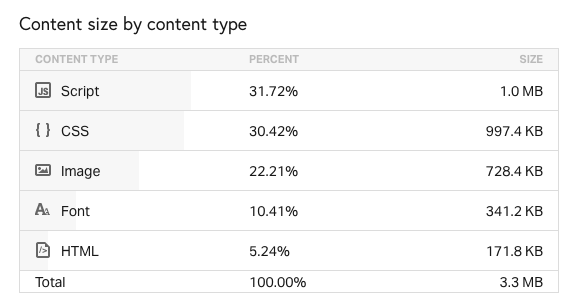 Content size by content type
CONTENT TYPE PERCENT SIZE
JS Script 31.72% 1.0 MB
{ } CSS 30.42% 997.4 KB
Image 22.21% 728.4 KB
AA Font 10.41% 341.2 KB
</> HTML 5.24% 171.8 KB
Total 100.00% 3.3 MB